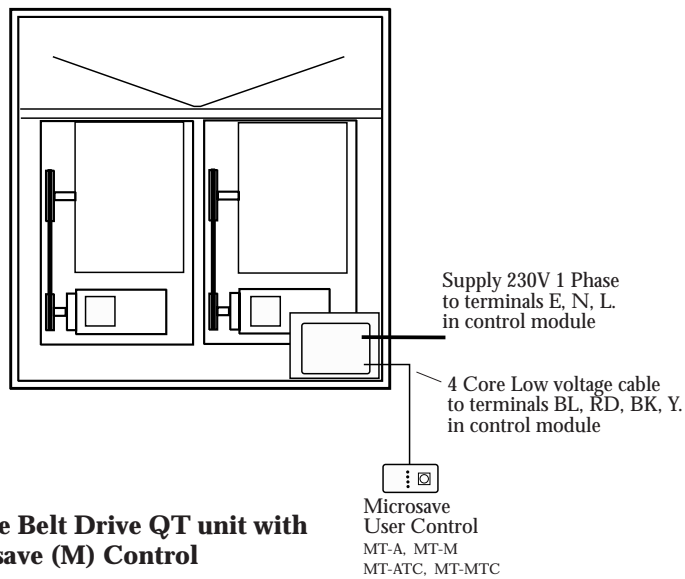 Supply 230V 1 Phase
to terminals E, N, L.
in control module
4 Core Low voltage cable
to terminals BL, RD, BK, Y.
in control module
Microsave
User Control
MT-A, MT-M
MT-ATC, MT-MTC
Belt Drive QT unit with
(M) Control